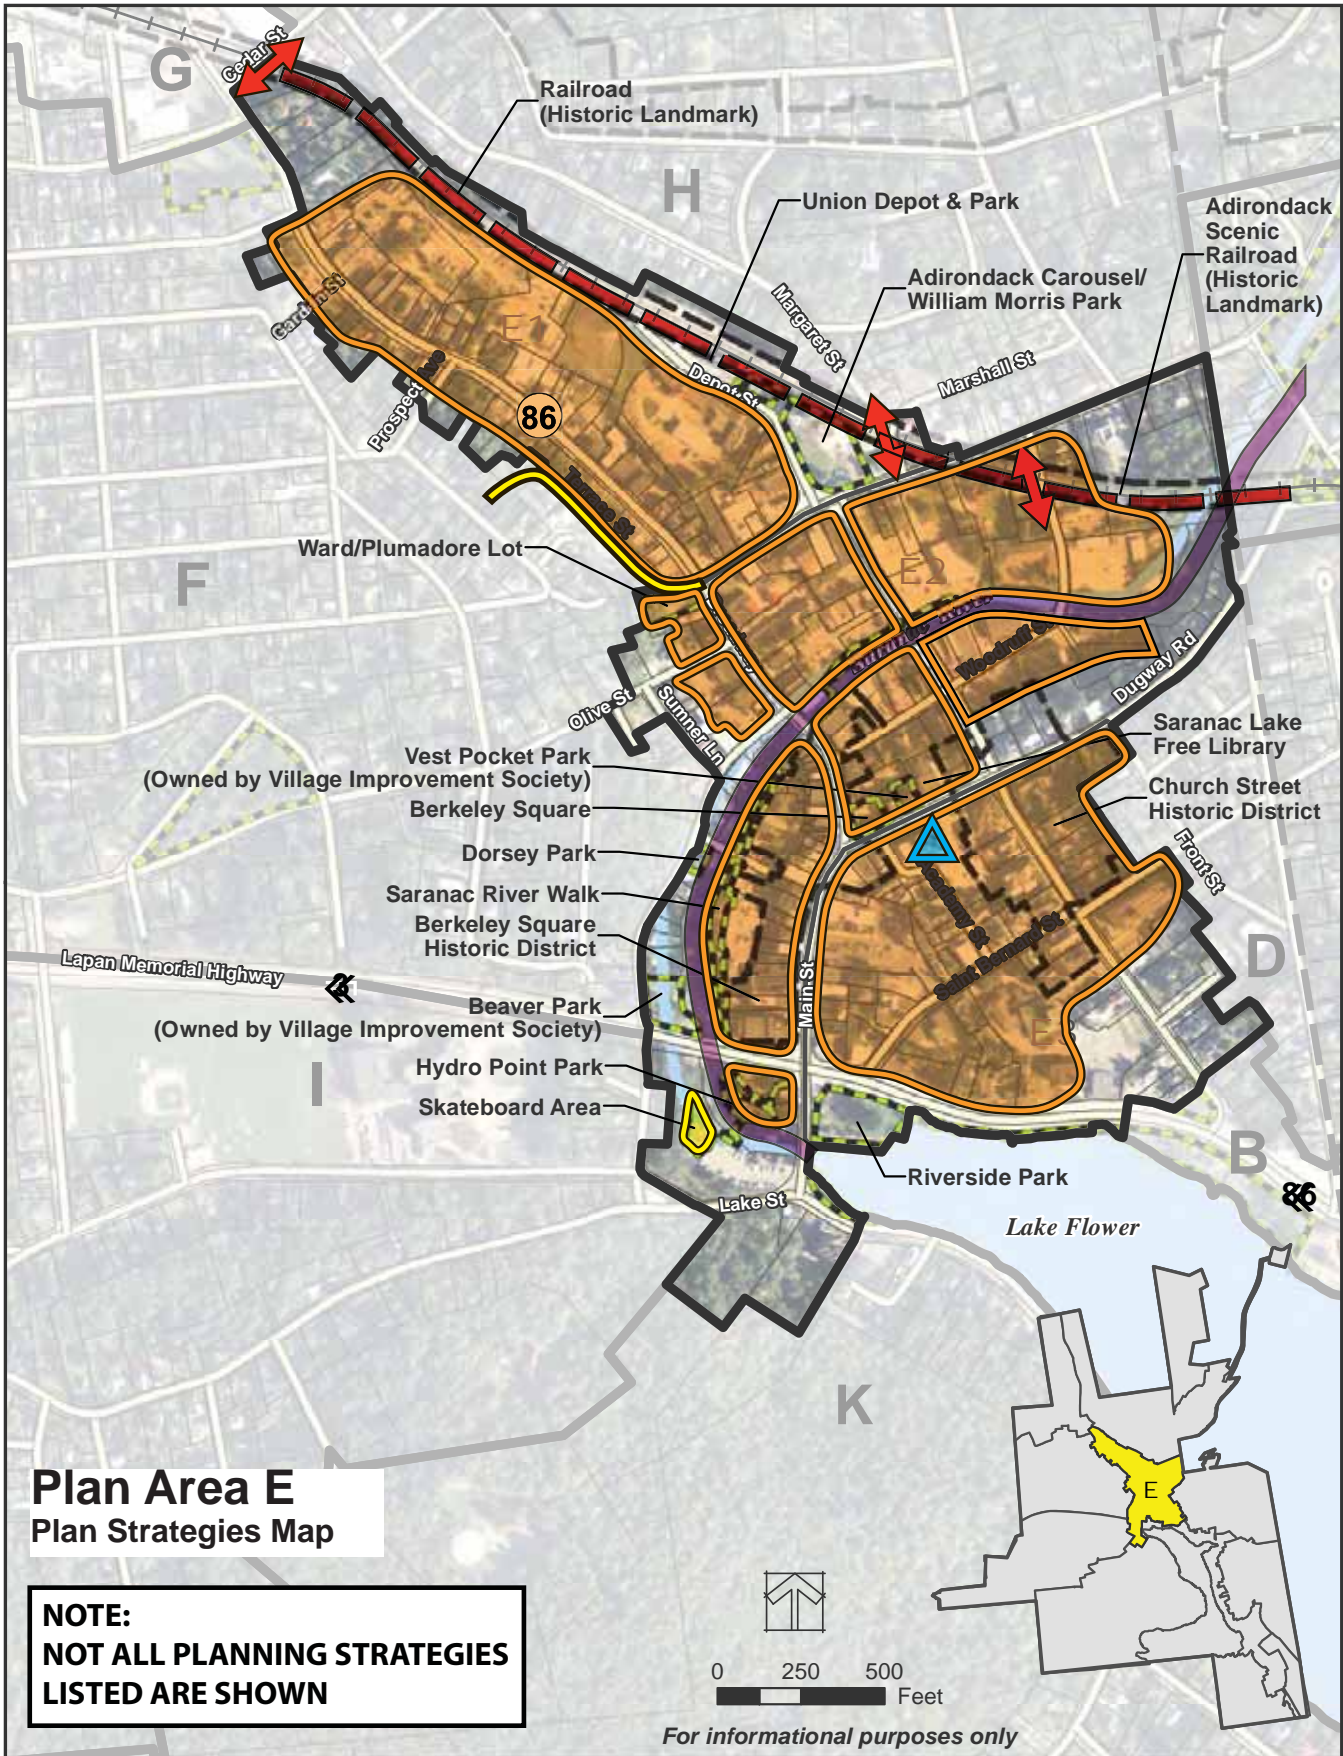 G
Cedar St
Railroad
(Historic Landmark)
H
Union Depot & Park
Adirondack
Scenic
Railroad
(Historic
Landmark)
Adirondack Carousel/
William Morris Park
Margaret St
Garden St
E1
Marshall St
Depot St
Prospect Ave
86
Terrace St
Ward/Plumadore Lot
F
E2
Woodruff St
Dugway Rd
Olive St
Sumner Ln
Saranac Lake
Free Library
Vest Pocket Park
(Owned by Village Improvement Society)
Berkeley Square
Church Street
Historic District
Front St
Dorsey Park
Academy St
Saranac River Walk
Berkeley Square
Historic District
Saint Bernard St
D
Lapan Memorial Highway
Main St
Beaver Park
(Owned by Village Improvement Society)
E3
I
Hydro Point Park
Skateboard Area
B
Riverside Park
86
Lake St
Lake Flower
K
E
Plan Area E
Plan Strategies Map
NOTE:
NOT ALL PLANNING STRATEGIES
LISTED ARE SHOWN
0 250 500
Feet
For informational purposes only